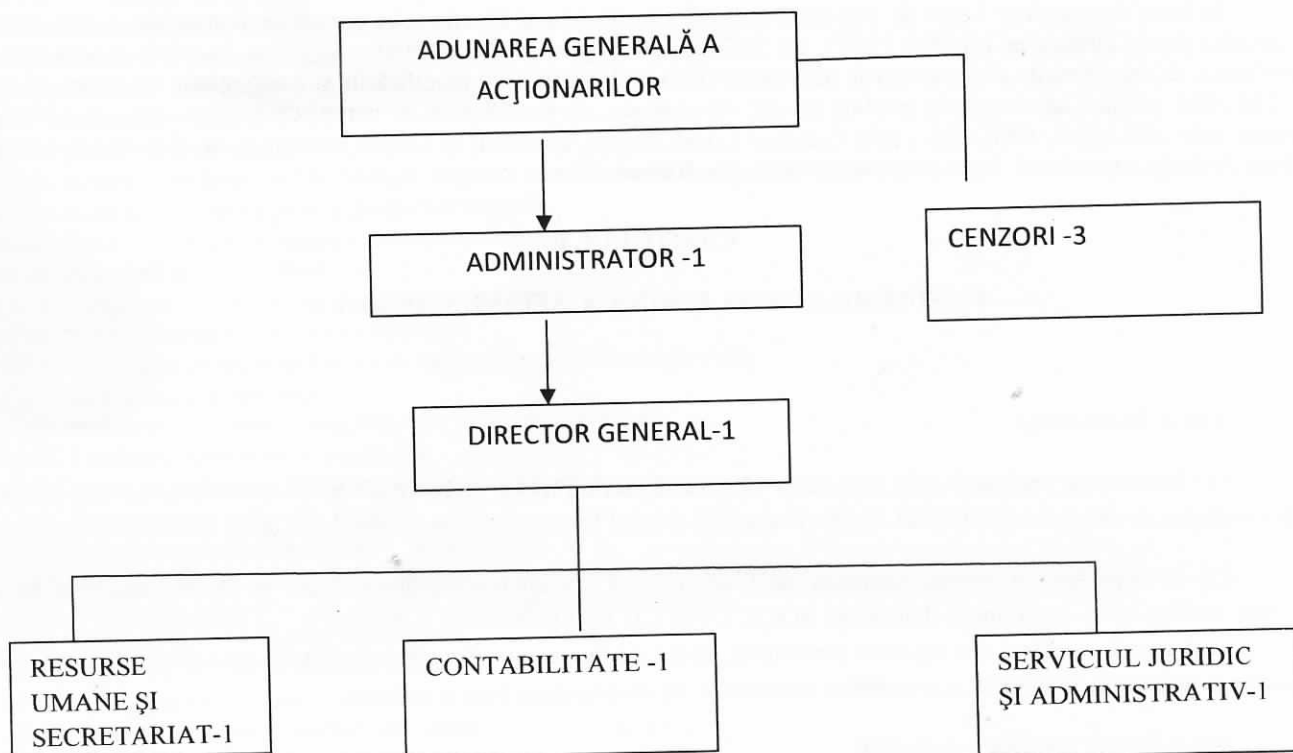 ADUNAREA GENERALĂ A
ACŢIONARILOR
CENZORI -3
ADMINISTRATOR -1
DIRECTOR GENERAL-1
RESURSE
UMANE ŞI
SECRETARIAT-1
CONTABILITATE -1
SERVICIUL JURIDIC
ŞI ADMINISTRATIV-1